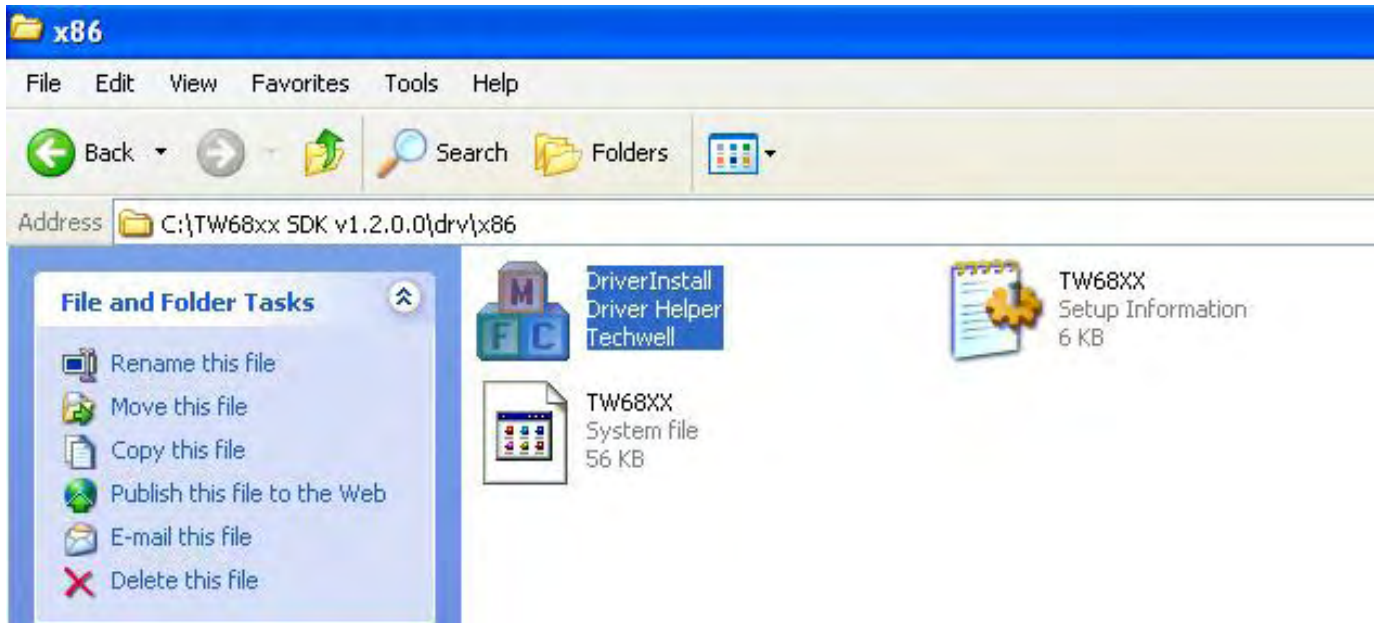 x86
File Edit View Favorites Tools Help
Back Search Folders
Address C:\TW68xx SDK v1.2.0.0\drv\x86
File and Folder Tasks
Rename this file
Move this file
Copy this file
Publish this file to the Web
E-mail this file
Delete this file
MFC
DriverInstall
Driver Helper
Techwell
TW68XX
Setup Information
6 KB
TW68XX
System file
56 KB